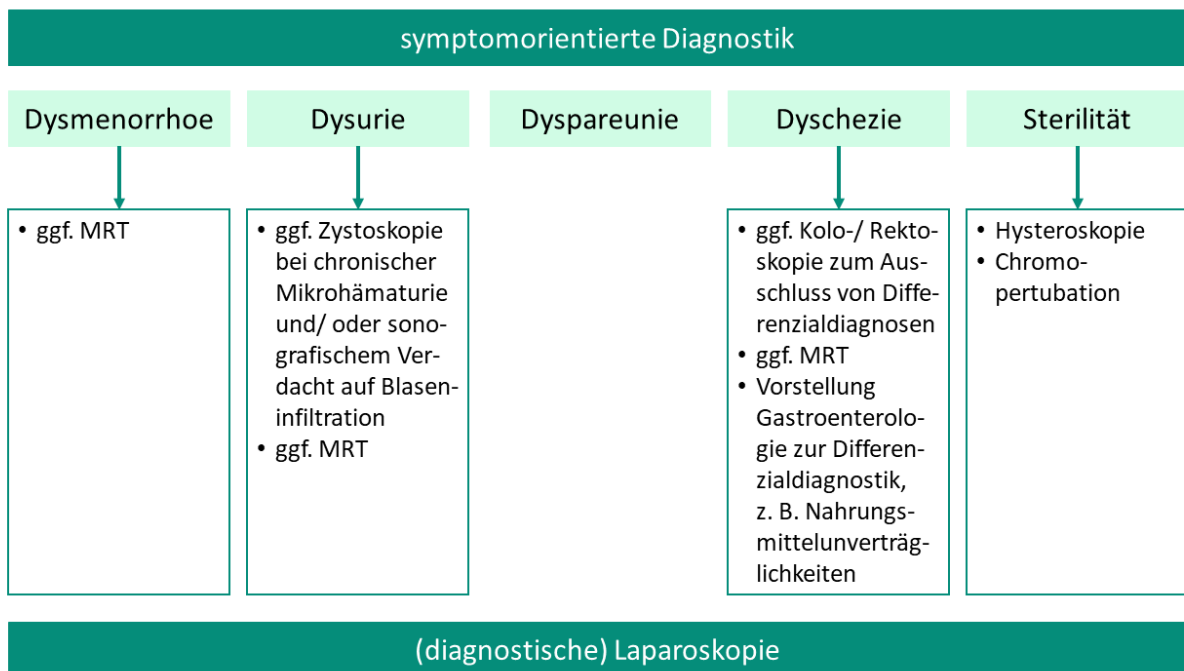 symptomorientierte Diagnostik
Dysmenorrhoe
Dysurie
Dyspareunie
Dyschezie
Sterilität
• ggf. MRT
• ggf. Zystoskopie
bei chronischer
Mikrohämaturie
und/ oder sono-
grafischem Ver-
dacht auf Blasen-
infiltration
• ggf. MRT
• ggf. Kolo-/ Rekto-
skopie zum Aus-
schluss von Diffe-
renzialdiagnosen
• ggf. MRT
• Vorstellung
Gastroenterolo-
gie zur Differen-
zialdiagnostik,
z. B. Nahrungs-
mittelunverträg-
lichkeiten
• Hysteroskopie
• Chromo-
pertubation
(diagnostische) Laparoskopie